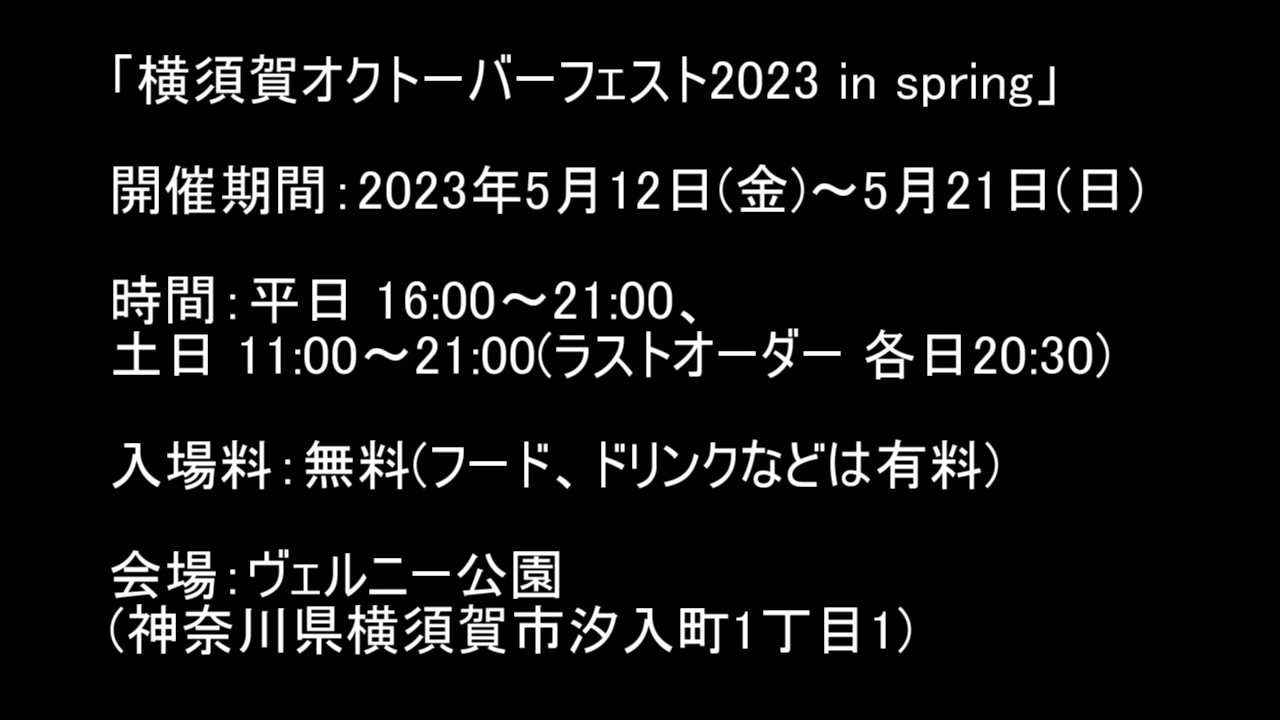 「横須賀オクトーバーフェスト2023 in spring」
開催期間：2023年5月12日(金)～5月21日(日)
時間：平日 16:00～21:00、
土日 11:00～21:00(ラストオーダー 各日20:30)
入場料：無料(フード、ドリンクなどは有料)
会場：ヴェルニー公園
(神奈川県横須賀市汐入町1丁目1)